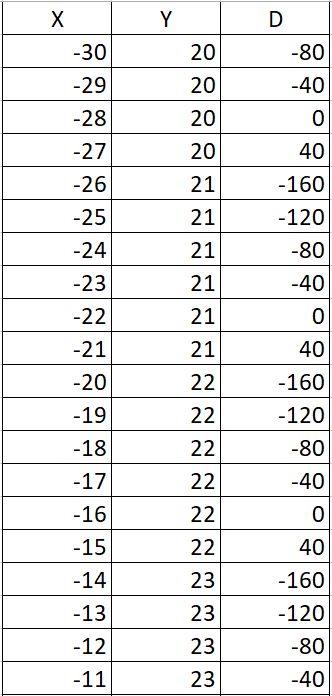 X Y D
-30 20 -80
-29 20 -40
-28 20 0
-27 20 40
-26 21 -160
-25 21 -120
-24 21 -80
-23 21 -40
-22 21 0
-21 21 40
-20 22 -160
-19 22 -120
-18 22 -80
-17 22 -40
-16 22 0
-15 22 40
-14 23 -160
-13 23 -120
-12 23 -80
-11 23 -40